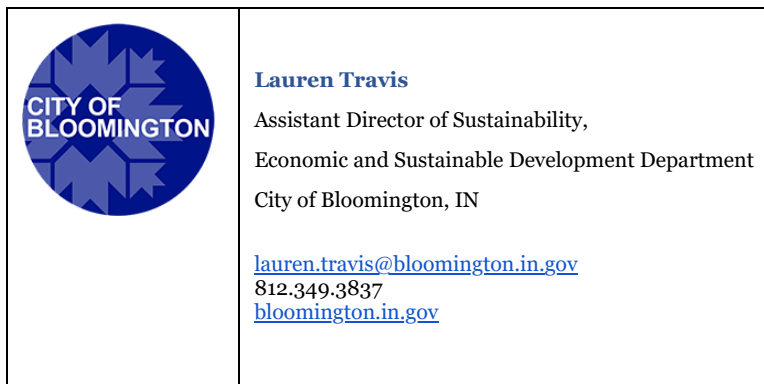 CITY OF
BLOOMINGTON
Lauren Travis
Assistant Director of Sustainability,
Economic and Sustainable Development Department
City of Bloomington, IN
lauren.travis@bloomington.in.gov
812.349.3837
bloomington.in.gov